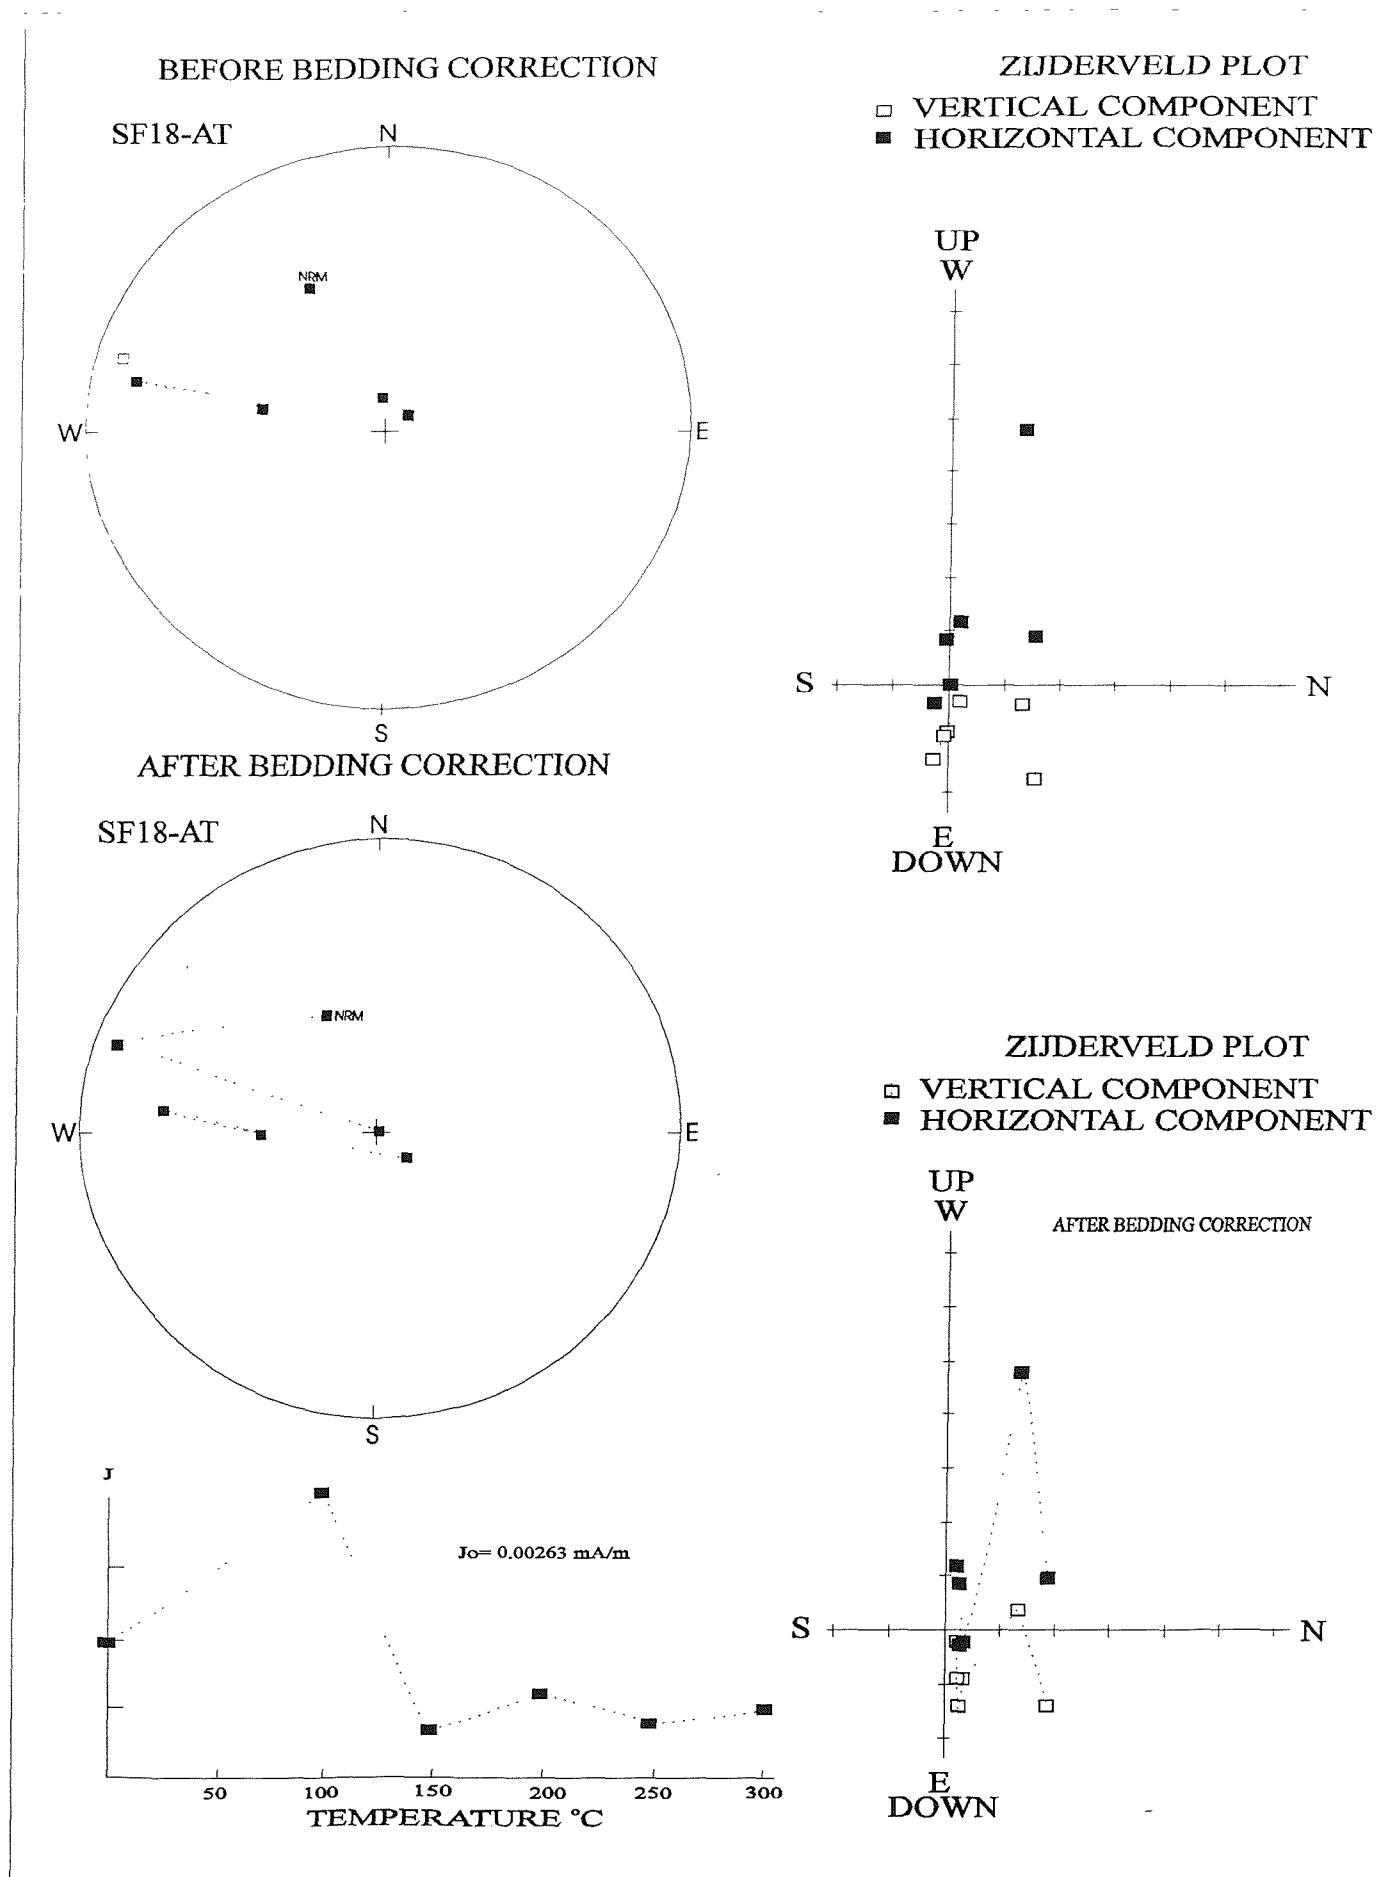 BEFORE BEDDING CORRECTION
SF18-AT
N
NRM
W
E
S
ZIJDERVELD PLOT
VERTICAL COMPONENT
HORIZONTAL COMPONENT
UP
W
S
N
E
DOWN
AFTER BEDDING CORRECTION
SF18-AT
N
NRM
W
E
S
ZIJDERVELD PLOT
VERTICAL COMPONENT
HORIZONTAL COMPONENT
UP
W
AFTER BEDDING CORRECTION
S
N
E
DOWN
J
Jo= 0.00263 mA/m
50 100 150 200 250 300
TEMPERATURE °C